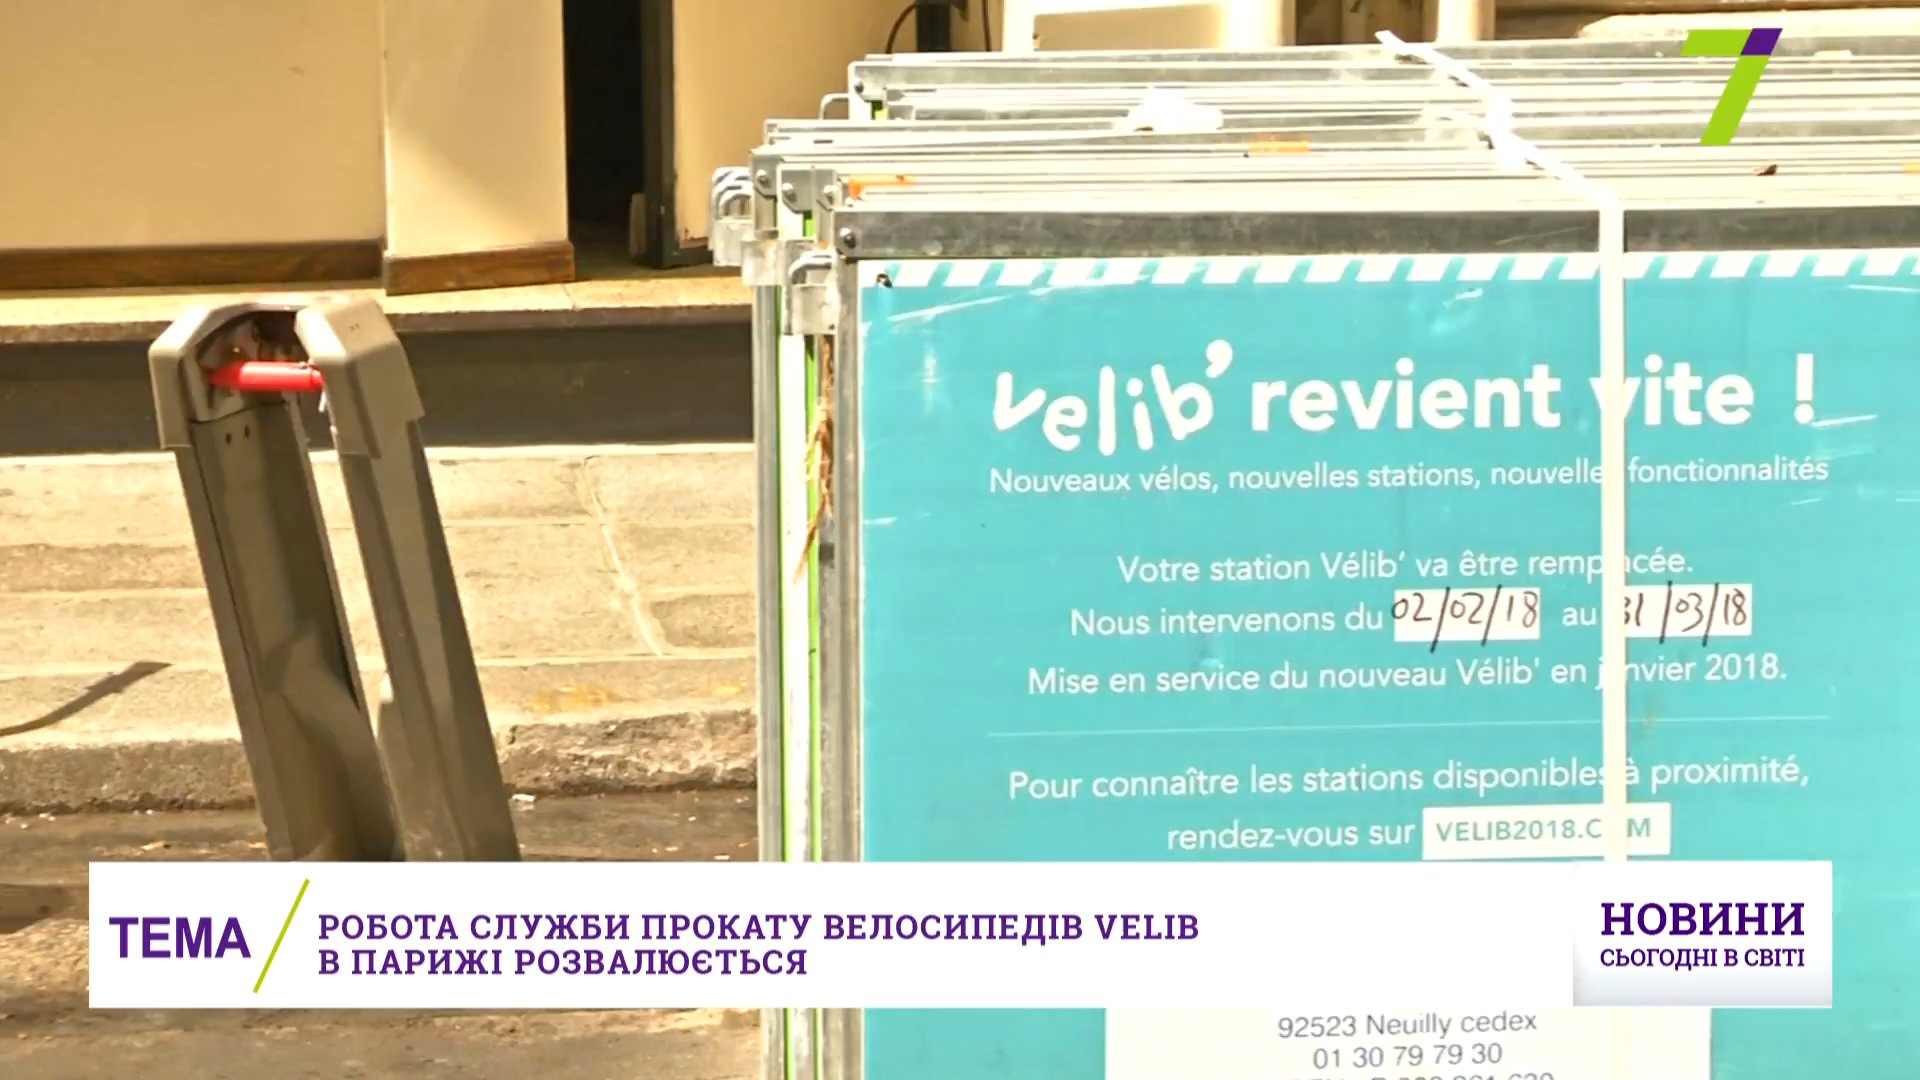 7
velib’ revient vite !
Nouveaux vélos, nouvelles stations, nouvelle fonctionnalités
Votre station Vélib’ va être
Nous intervenons du 02/02/18 au 31/03/18
Mise en service du nouveau Vélib' en janvier 2018.
Pour connaître les stations disponibles à proximité,
rendez-vous sur VELIB2018.COM
ТЕМА
РОБОТА СЛУЖБИ ПРОКАТУ ВЕЛОСИПЕДІВ VELIB
В ПАРИЖІ РОЗВАЛЮЄТЬСЯ
НОВИНИ
СЬОГОДНІ В СВІТІ
92523 Neuilly cedex
01 30 79 79 30